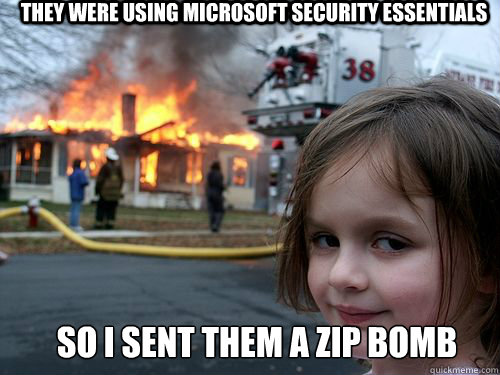 THEY WERE USING MICROSOFT SECURITY ESSENTIALS
38
SO I SENT THEM A ZIP BOMB
quickmeme.com